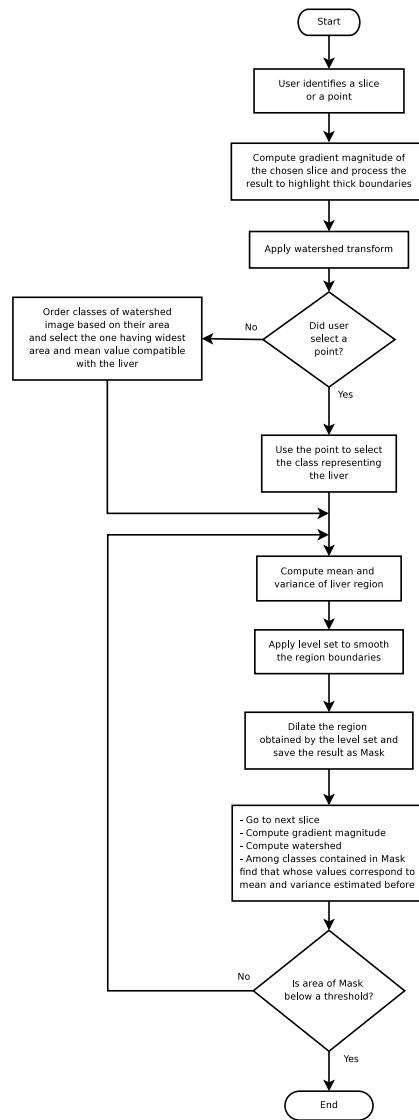 Start
User identifies a slice
or a point
Compute gradient magnitude of
the chosen slice and process the
result to highlight thick boundaries
Apply watershed transform
Order classes of watershed
image based on their area
and select the one having widest
area and mean value compatible
with the liver
No
Did user
select a
point?
Yes
Use the point to select
the class representing
the liver
Compute mean and
variance of liver region
Apply level set to smooth
the region boundaries
Dilate the region
obtained by the level set and
save the result as Mask
- Go to next slice
- Compute gradient magnitude
- Compute watershed
- Among classes contained in Mask
find that whose values correspond to
mean and variance estimated before
No
Is area of Mask
below a threshold?
Yes
End